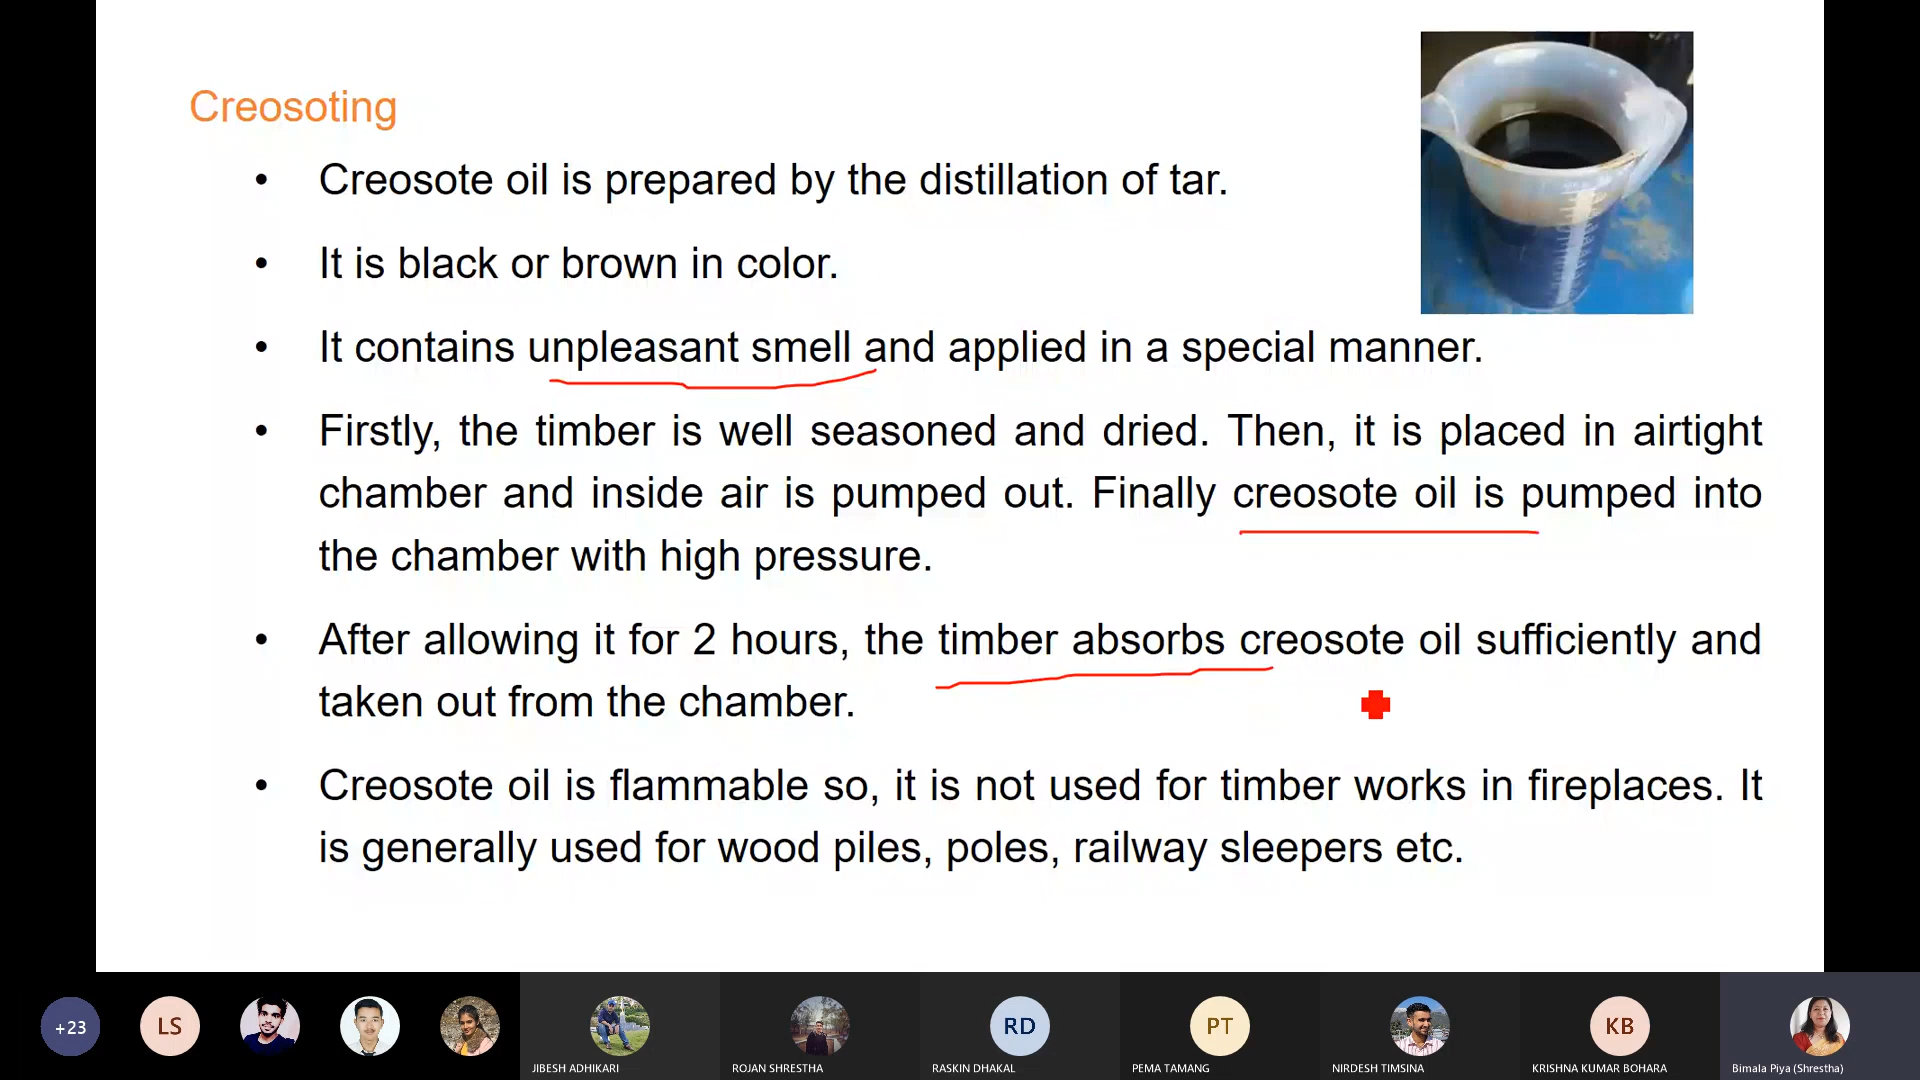 Creosoting
• Creosote oil is prepared by the distillation of tar.
• It is black or brown in color.
• It contains unpleasant smell and applied in a special manner.
• Firstly, the timber is well seasoned and dried. Then, it is placed in airtight
chamber and inside air is pumped out. Finally creosote oil is pumped into
the chamber with high pressure.
• After allowing it for 2 hours, the timber absorbs creosote oil sufficiently and
taken out from the chamber.
• Creosote oil is flammable so, it is not used for timber works in fireplaces. It
is generally used for wood piles, poles, railway sleepers etc.
+23
LS
RD
PT
KB
JIBESH ADHIKARI
ROJAN SHRESTHA
RASKIN DHAKAL
PEMA TAMANG
NIRDESH TIMSINA
KRISHNA KUMAR BOHARA
Bimala Piya (Shrestha)